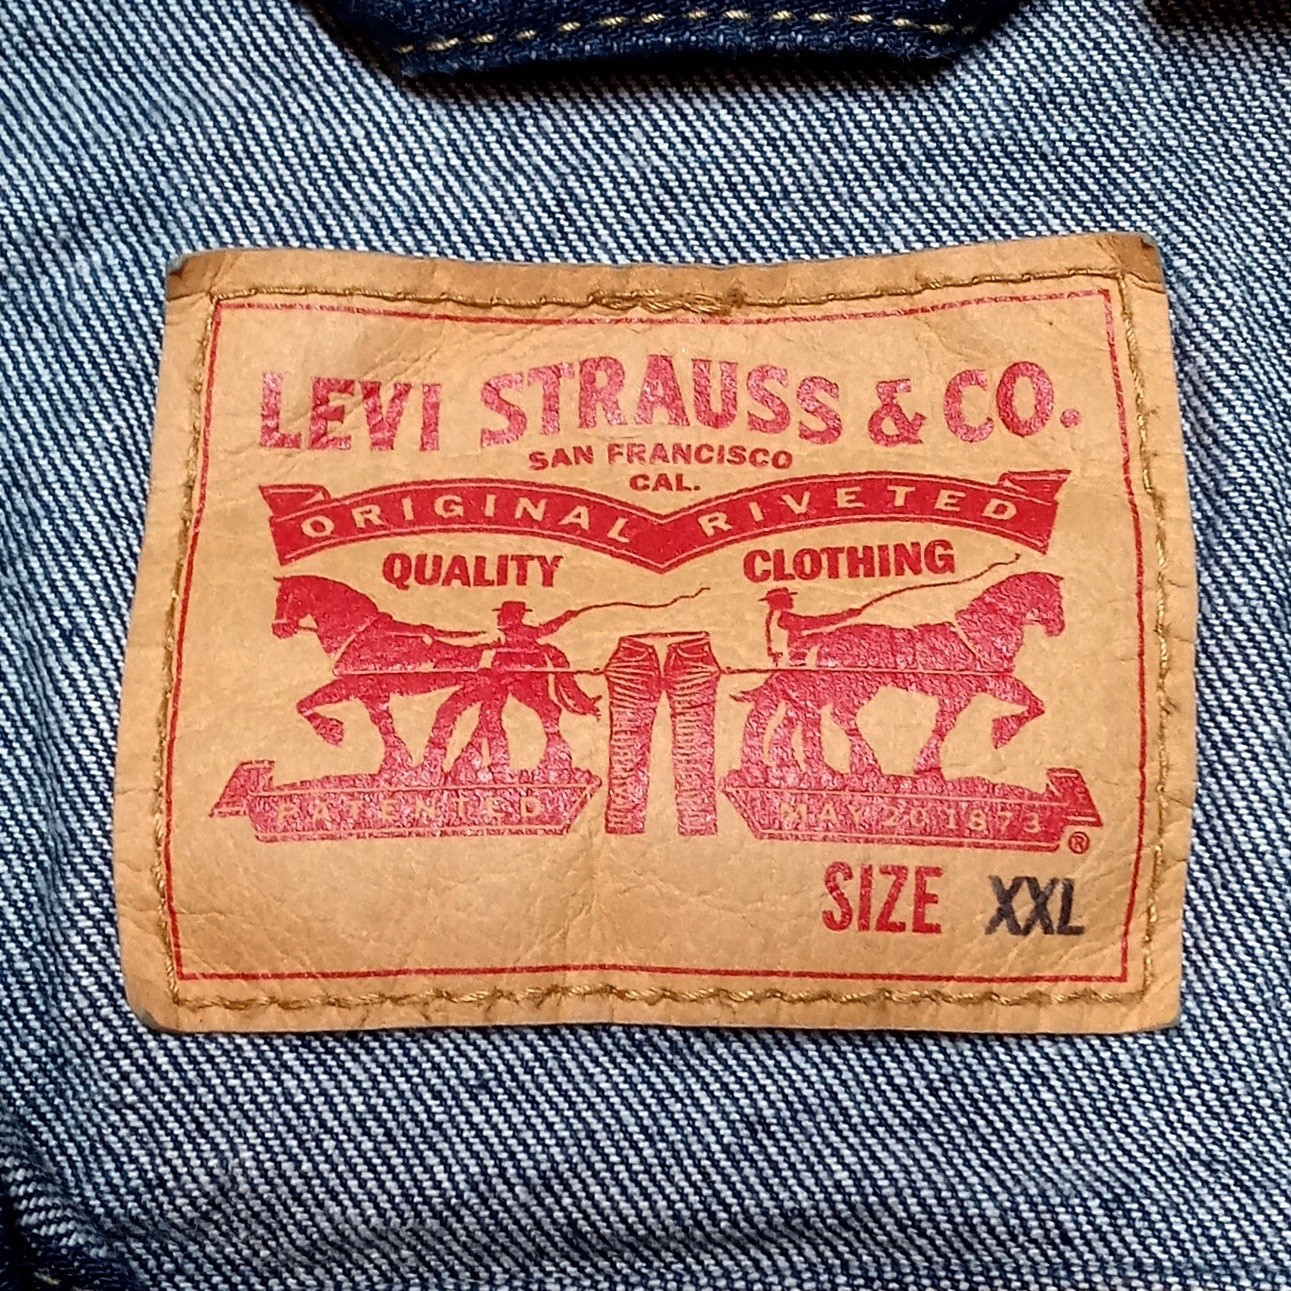 LEVI STRAUSS & CO.
SAN FRANCISCO
CAL.
ORIGINAL RIVETED
QUALITY CLOTHING
PATENTED MAY 20 1873
®
SIZE XXL